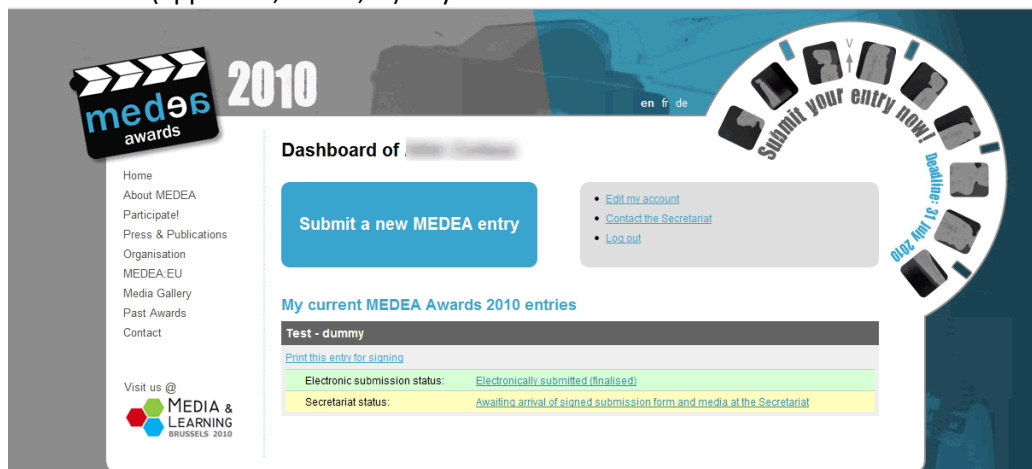 medea
awards
2010
en fr de
V
Submit your entry now!
Deadline: 31 July 2010
Dashboard of
Home
About MEDEA
Participate!
Press & Publications
Organisation
MEDEA:EU
Media Gallery
Past Awards
Contact
Submit a new MEDEA entry
Edit my account
Contact the Secretariat
Log out
My current MEDEA Awards 2010 entries
Test - dummy
Print this entry for signing
Electronic submission status: Electronically submitted (finalised)
Secretariat status: Awaiting arrival of signed submission form and media at the Secretariat
Visit us @
MEDIA &
LEARNING
BRUSSELS 2010